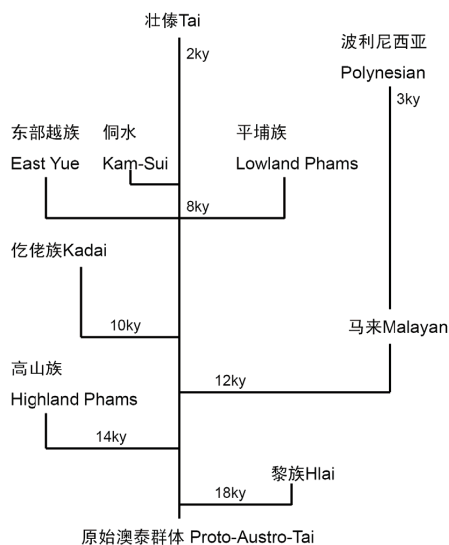 壮傣Tai
2ky
波利尼西亚
Polynesian
3ky
东部越族
East Yue
侗水
Kam-Sui
平埔族
Lowland Phams
8ky
仡佬族Kadai
10ky
马来Malayan
高山族
Highland Phams
12ky
14ky
黎族Hlai
18ky
原始澳泰群体 Proto-Austro-Tai